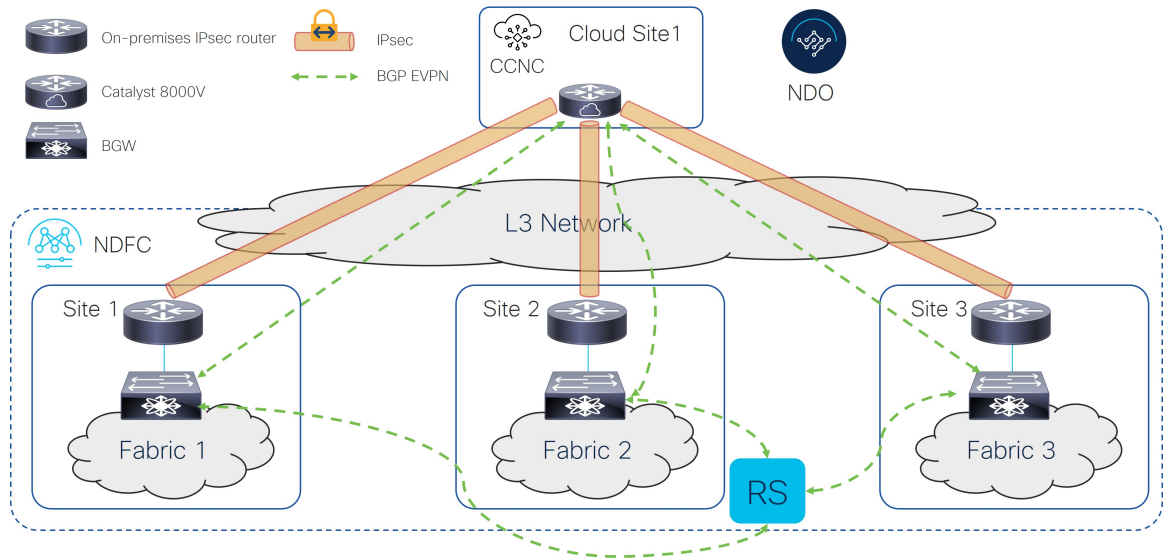 On-premises IPsec router
IPsec
BGP EVPN
Catalyst 8000V
BGW
Cloud Site1
CCNC
NDO
L3 Network
NDFC
Site 1
Site 2
Site 3
Fabric 1
Fabric 2
Fabric 3
RS